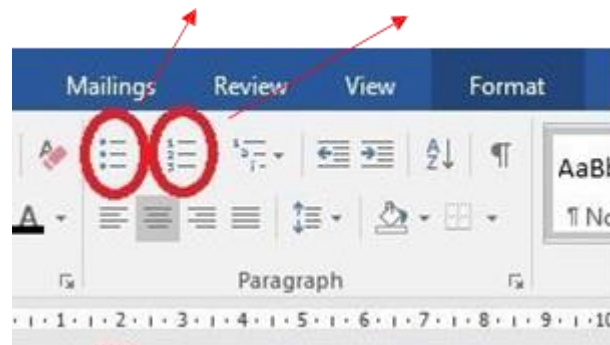 Mailings Review View Format
AaBb
A ¶ No
Paragraph
1 2 3 4 5 6 7 8 9 10